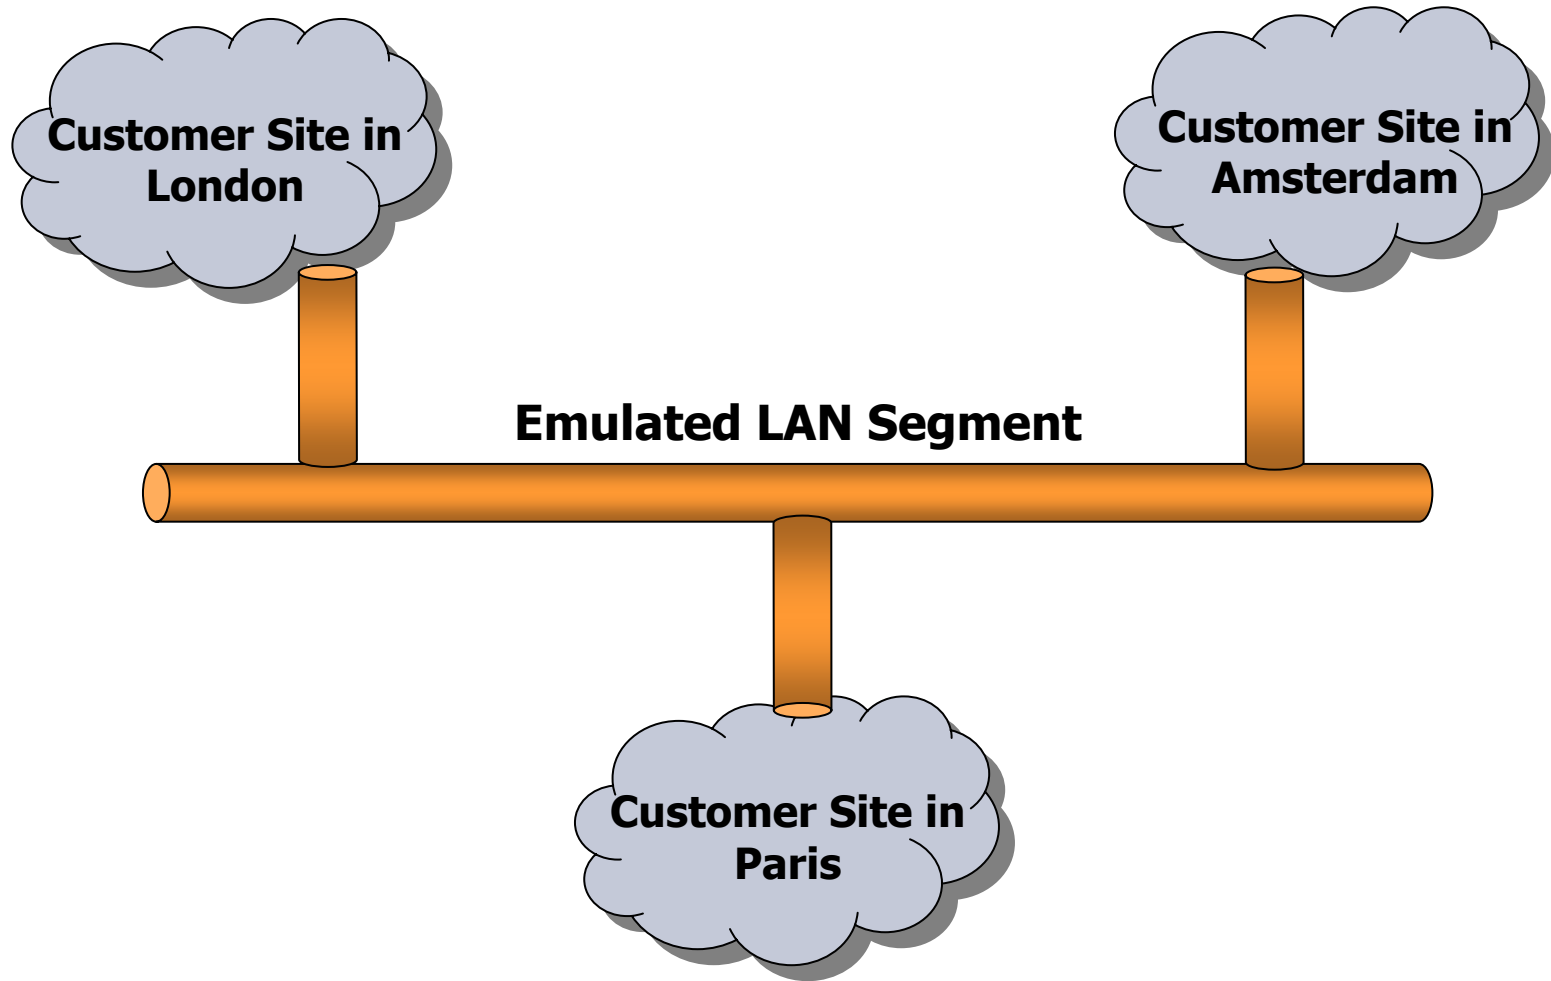 Customer Site in
London
Customer Site in
Amsterdam
Emulated LAN Segment
Customer Site in
Paris